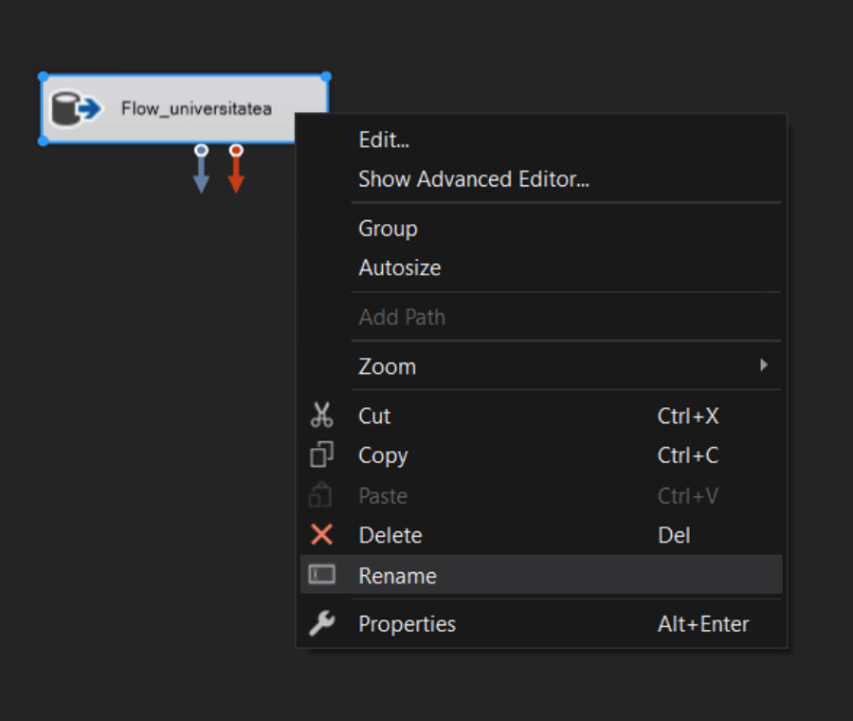 Flow_universitatea
Edit...
Show Advanced Editor...
Group
Autosize
Add Path
Zoom
Cut Ctrl+X
Copy Ctrl+C
Paste Ctrl+V
Delete Del
Rename
Properties Alt+Enter